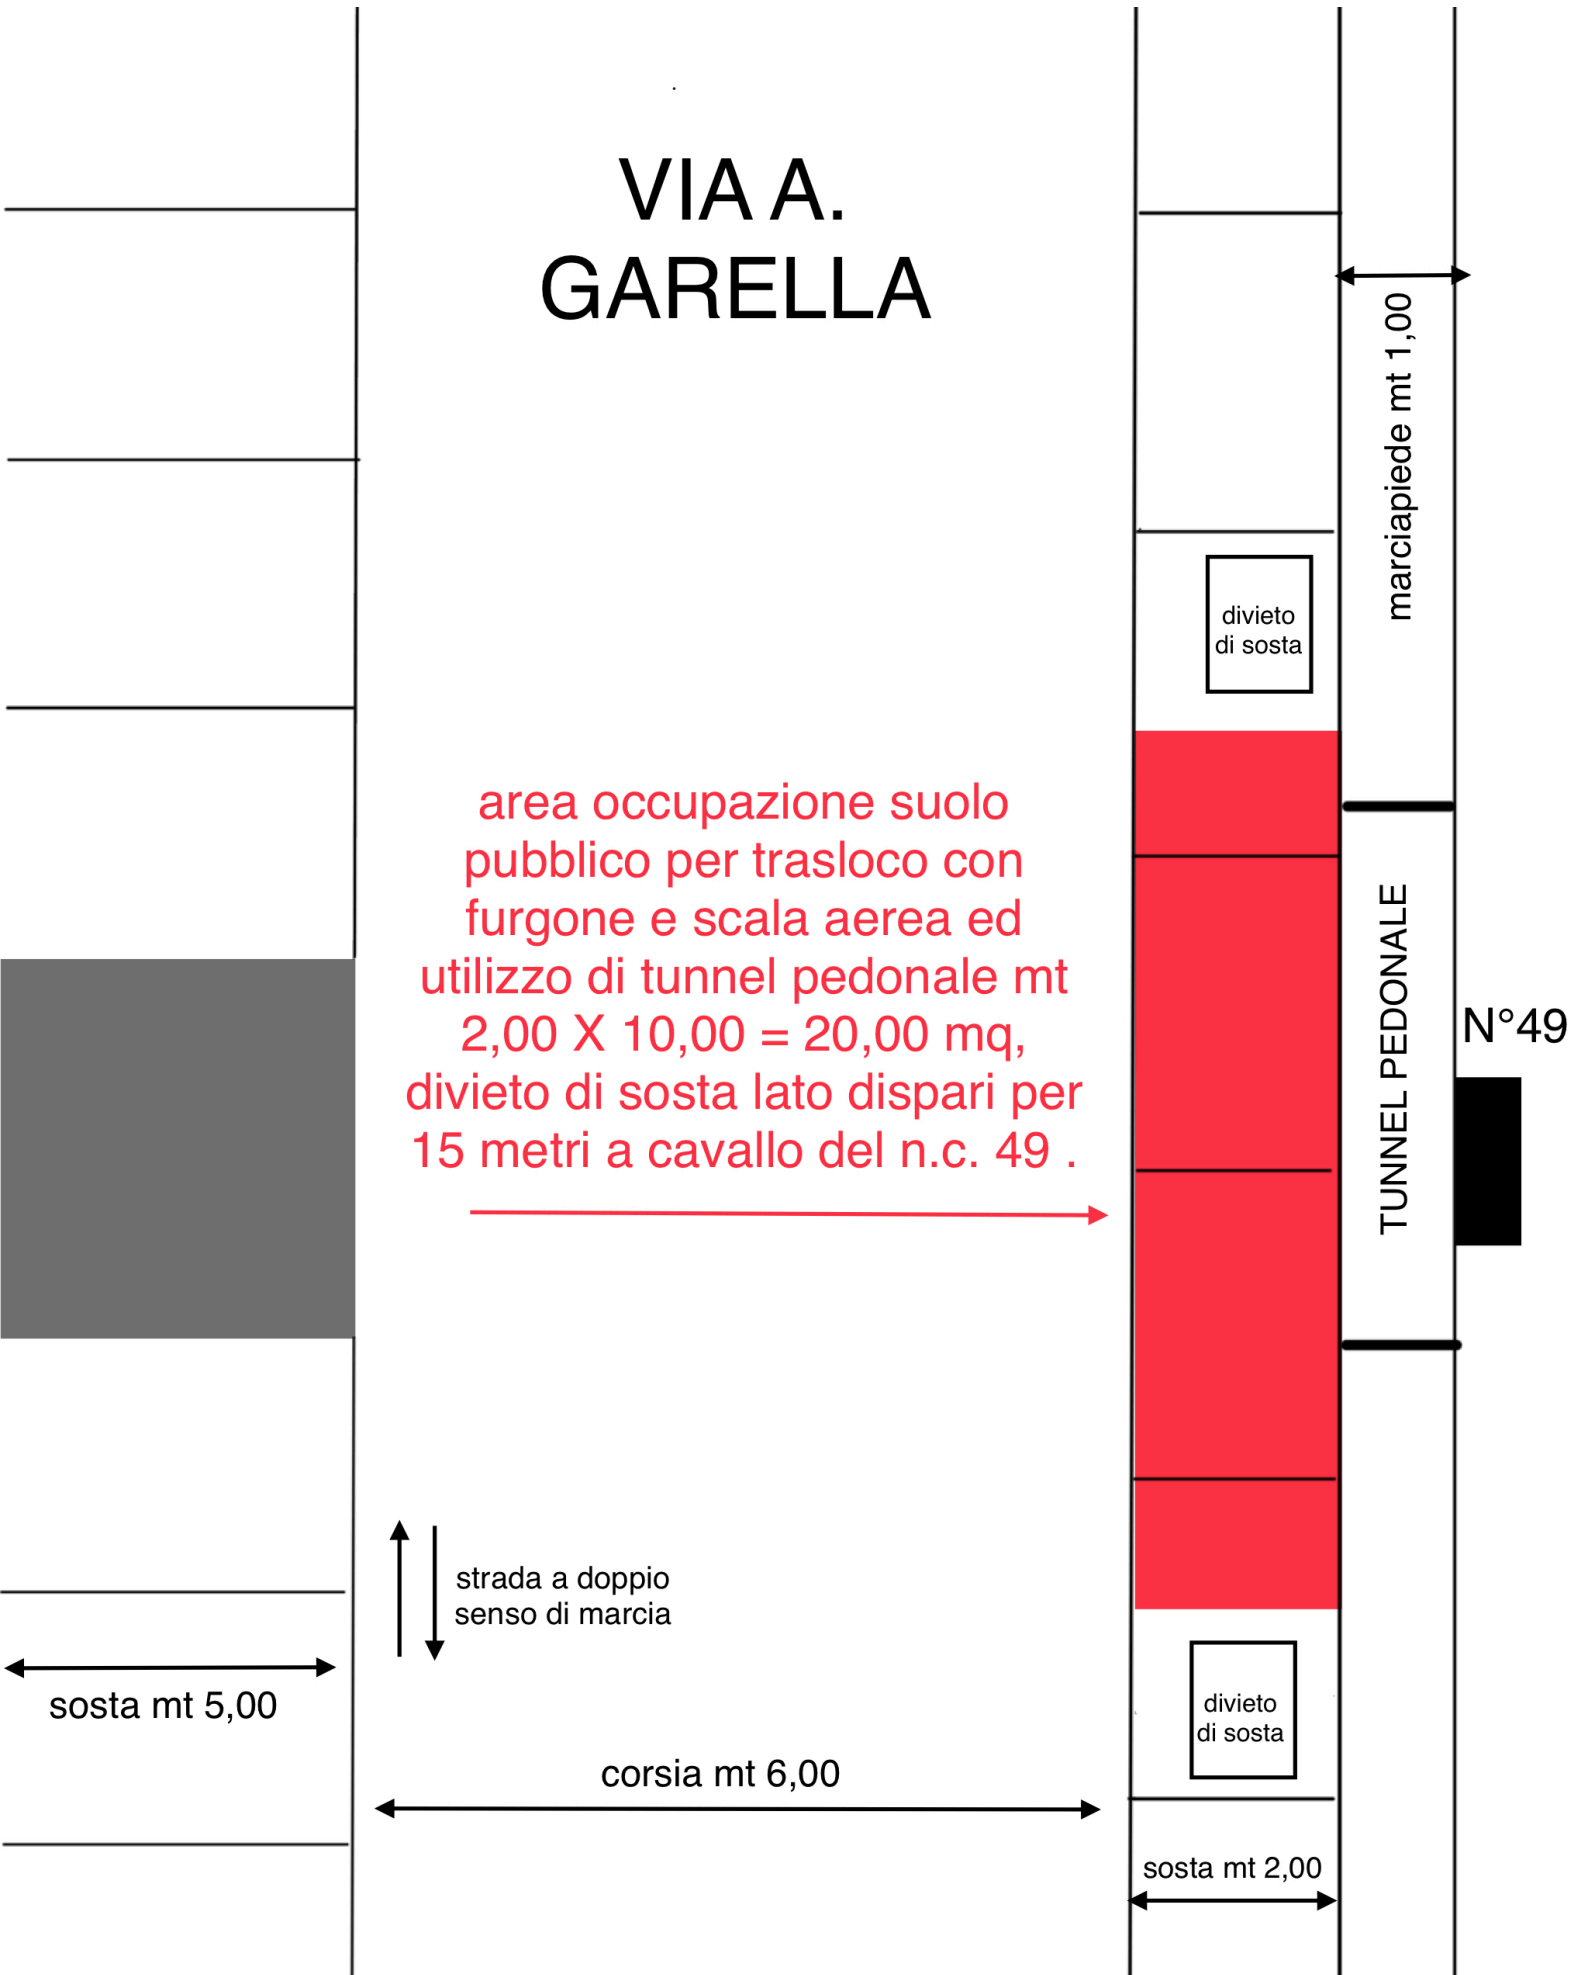 VIA A.
GARELLA
marciapiede mt 1,00
divieto
di sosta
area occupazione suolo
pubblico per trasloco con
furgone e scala aerea ed
utilizzo di tunnel pedonale mt
2,00 X 10,00 = 20,00 mq,
divieto di sosta lato dispari per
15 metri a cavallo del n.c. 49 .
TUNNEL PEDONALE
N°49
strada a doppio
senso di marcia
sosta mt 5,00
divieto
di sosta
corsia mt 6,00
sosta mt 2,00